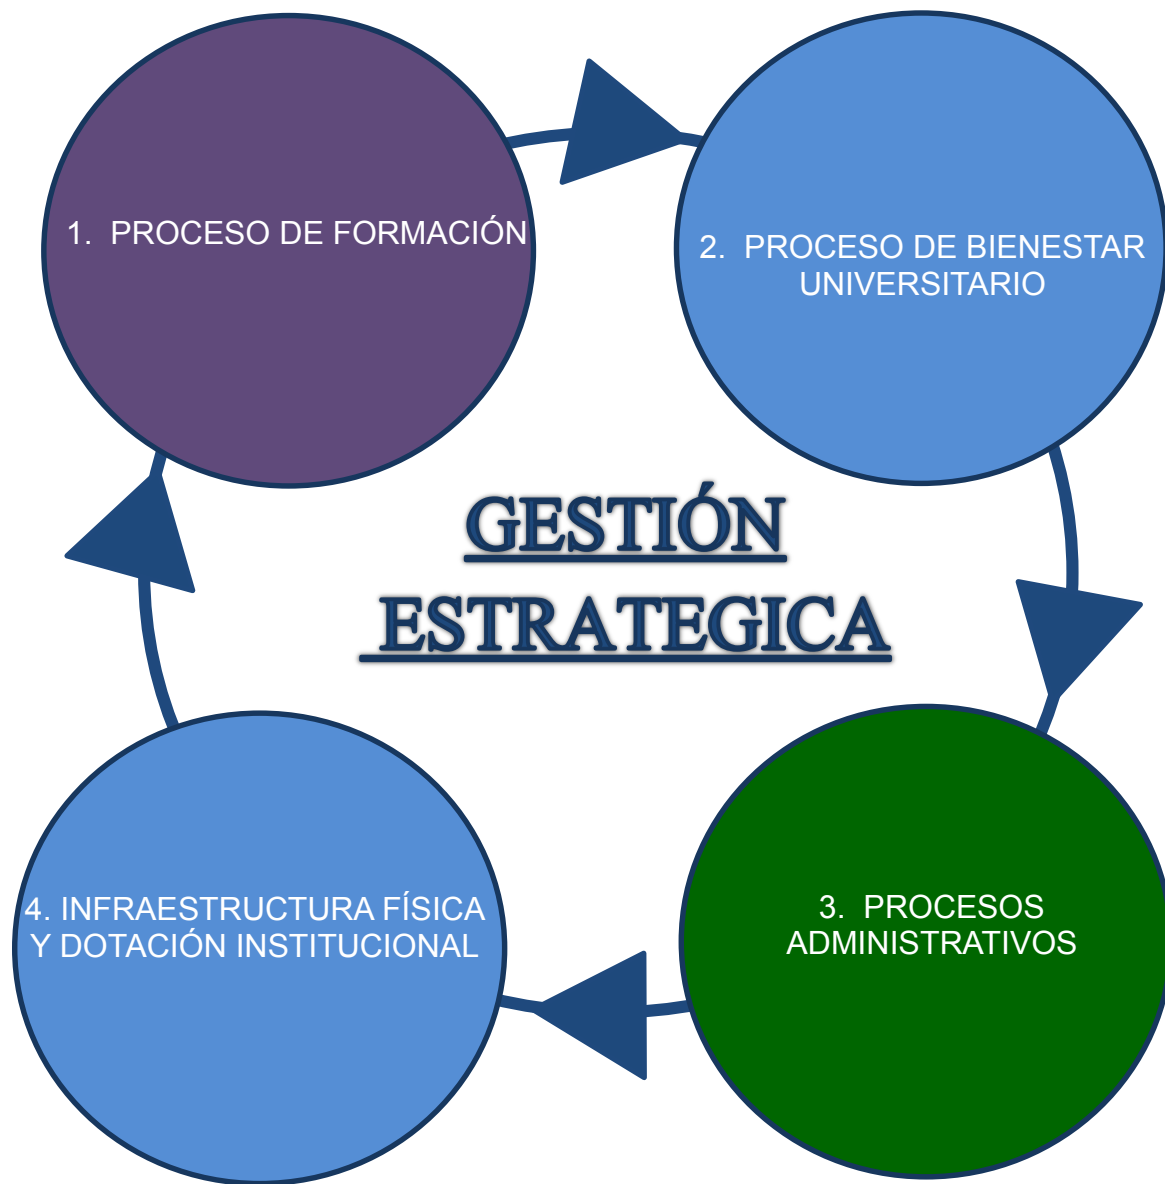 1. PROCESO DE FORMACIÓN
2. PROCESO DE BIENESTAR
UNIVERSITARIO
GESTIÓN
ESTRATEGICA
4. INFRAESTRUCTURA FÍSICA
Y DOTACIÓN INSTITUCIONAL
3. PROCESOS
ADMINISTRATIVOS